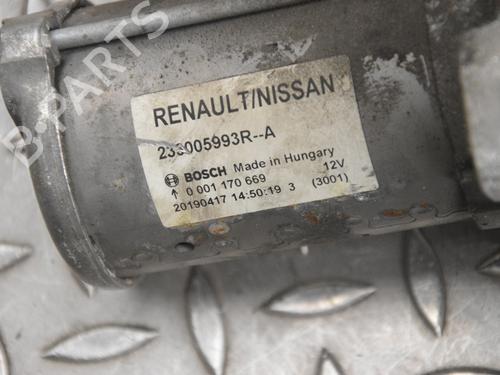 B-PARTS
RENAULT/NISSAN
233005993R--A
BOSCH Made in Hungary 12V
0 001 170 669 (3001)
20190417 14:50:19 3